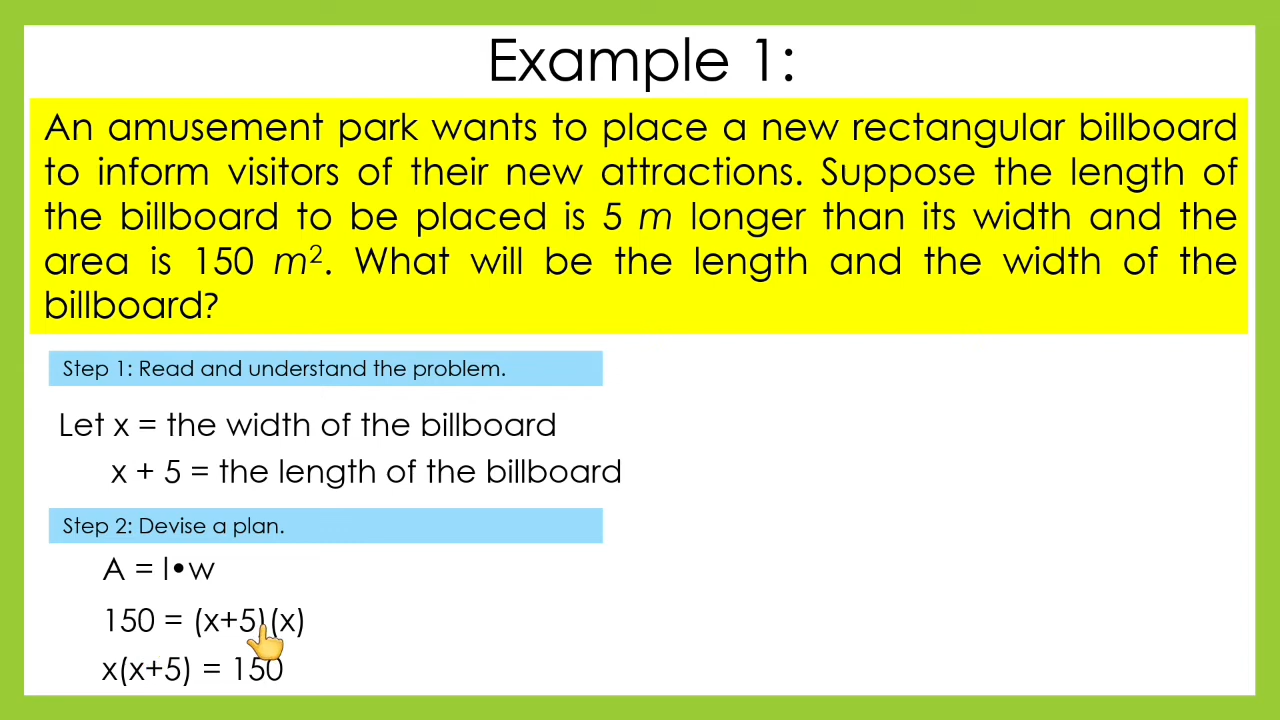 Example 1:
An amusement park wants to place a new rectangular billboard
to inform visitors of their new attractions. Suppose the length of
the billboard to be placed is 5 m longer than its width and the
area is 150 m². What will be the length and the width of the
billboard?
Step 1: Read and understand the problem.
Let x = the width of the billboard
x + 5 = the length of the billboard
Step 2: Devise a plan.
A = l•w
150 = (x+5)(x)
x(x+5) = 150